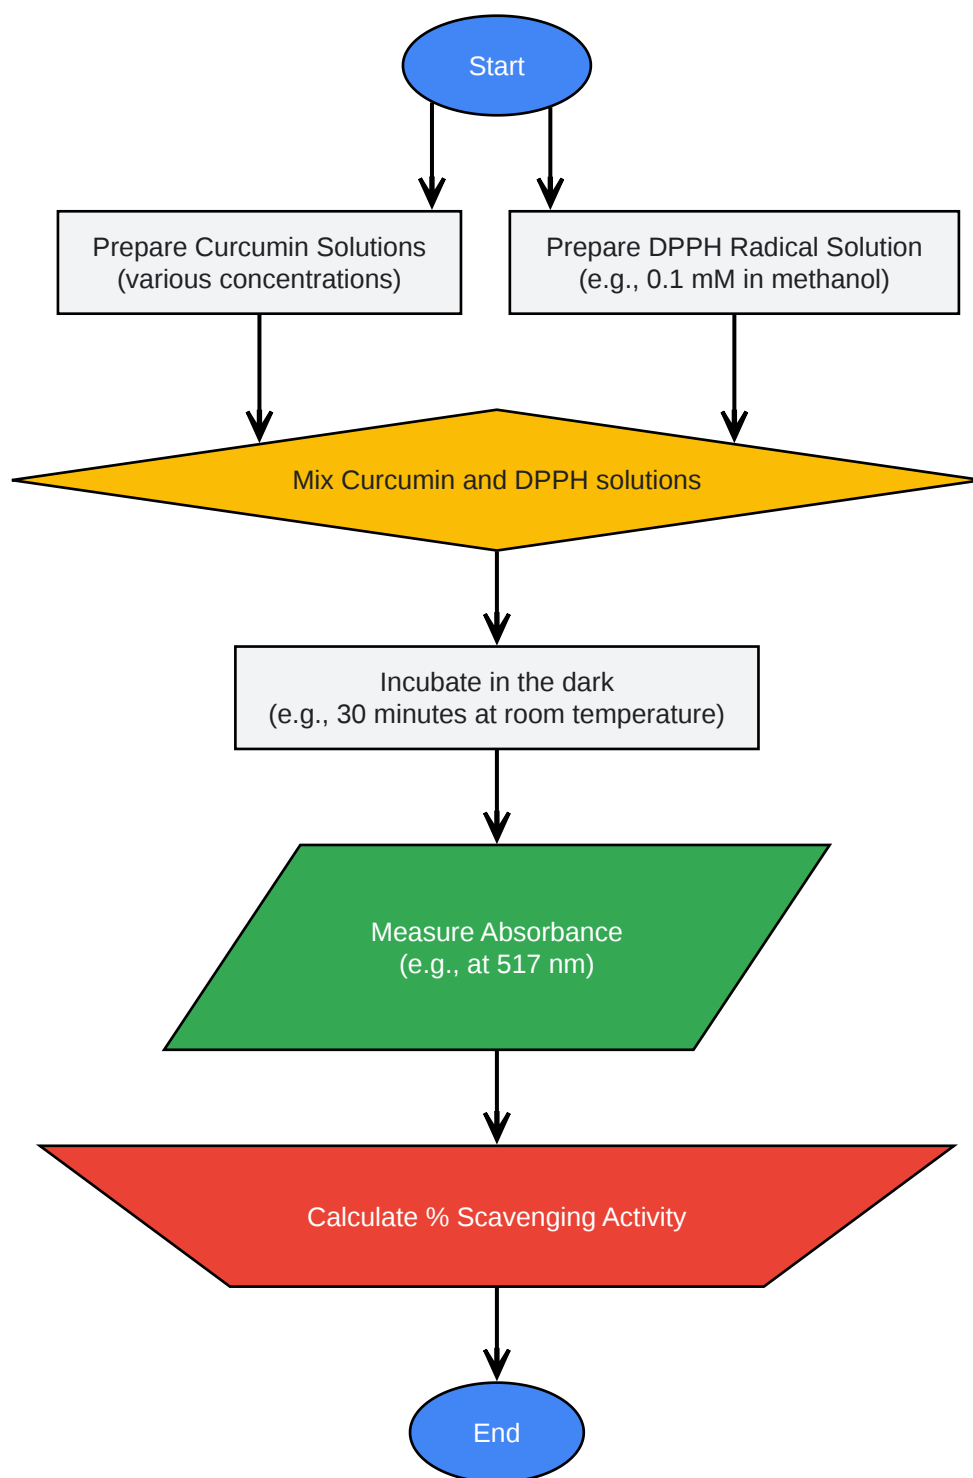 Start
Prepare Curcumin Solutions
(various concentrations)
Prepare DPPH Radical Solution
(e.g., 0.1 mM in methanol)
Mix Curcumin and DPPH solutions
Incubate in the dark
(e.g., 30 minutes at room temperature)
Measure Absorbance
(e.g., at 517 nm)
Calculate % Scavenging Activity
End